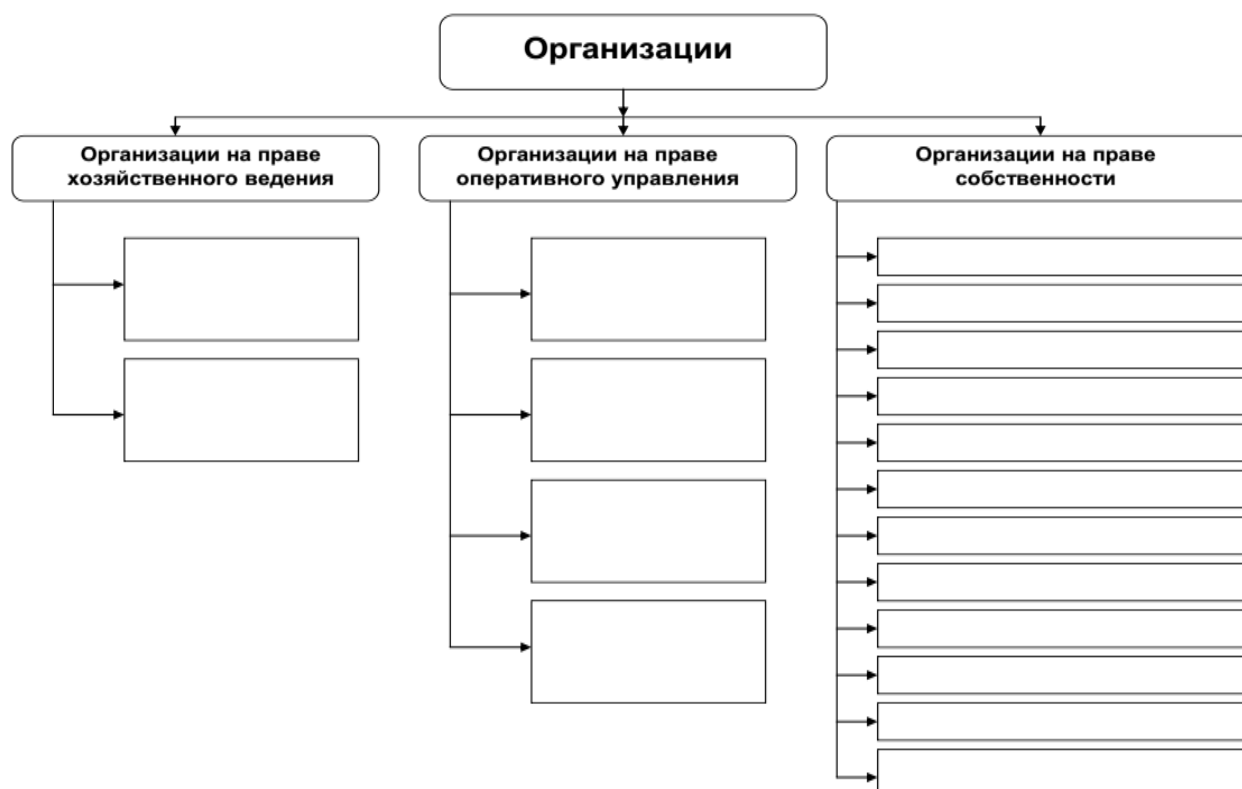 Организации
Организации на праве
хозяйственного ведения
Организации на праве
оперативного управления
Организации на праве
собственности